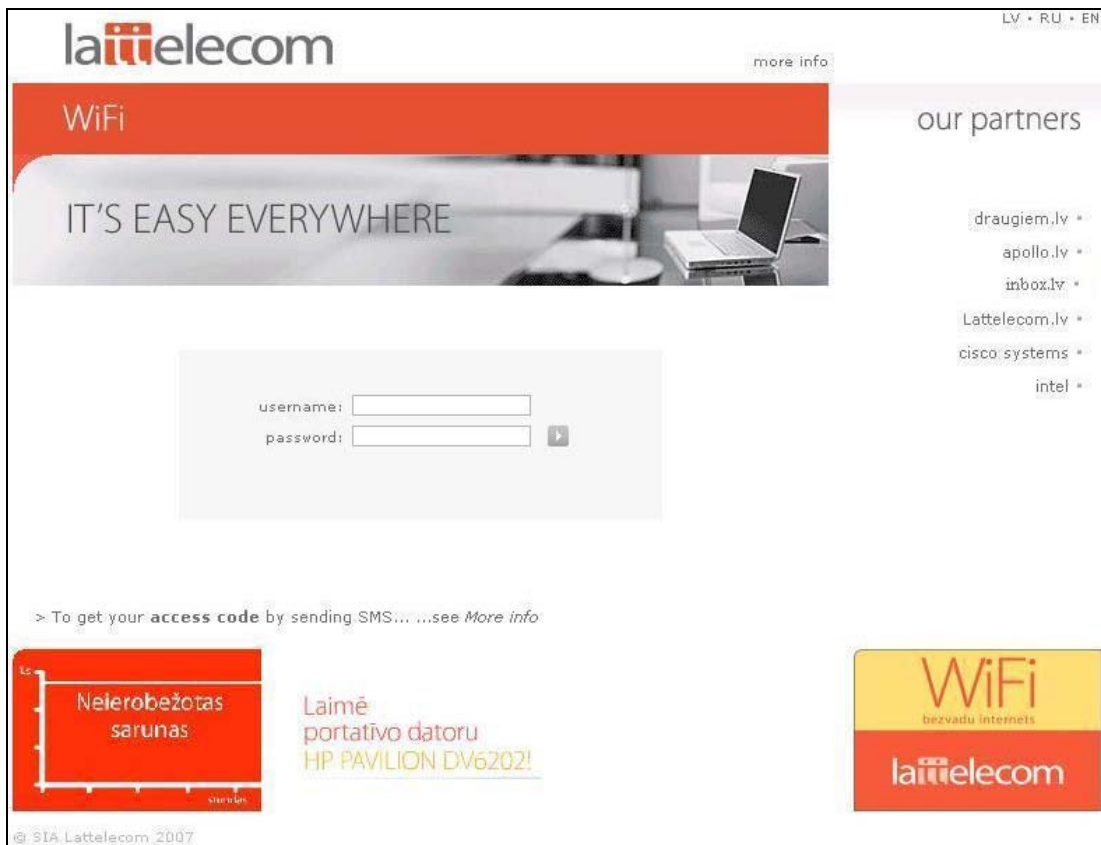 LV • RU • EN
lattelecom
more info
WiFi
our partners
IT'S EASY EVERYWHERE
draugiem.lv
apollo.lv
inbox.lv
Lattelecom.lv
cisco systems
intel
username:
password:
> To get your access code by sending SMS... ...see More info
Ls
Neierobežotas
sarunas
stundas
Laimē
portatīvo datoru
HP PAVILION DV6202!
WiFi
bezvadu internets
lattelecom
© SIA Lattelecom 2007